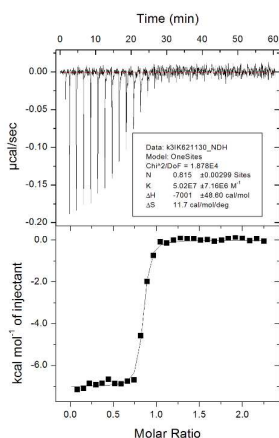 Time (min)
0 10 20 30 40 50 60
0.00
-0.05
-0.10
-0.15
-0.20
µcal/sec
Data: k3IK621130_NDH
Model: OneSites
Chi^2/DoF = 1.878E4
N 0.815 ±0.00299 Sites
K 5.02E7 ±7.16E6 M⁻¹
ΔH -7001 ±48.60 cal/mol
ΔS 11.7 cal/mol/deg
0.0
-2.0
-4.0
-6.0
kcal mol⁻¹ of injectant
0.0 0.5 1.0 1.5 2.0
Molar Ratio